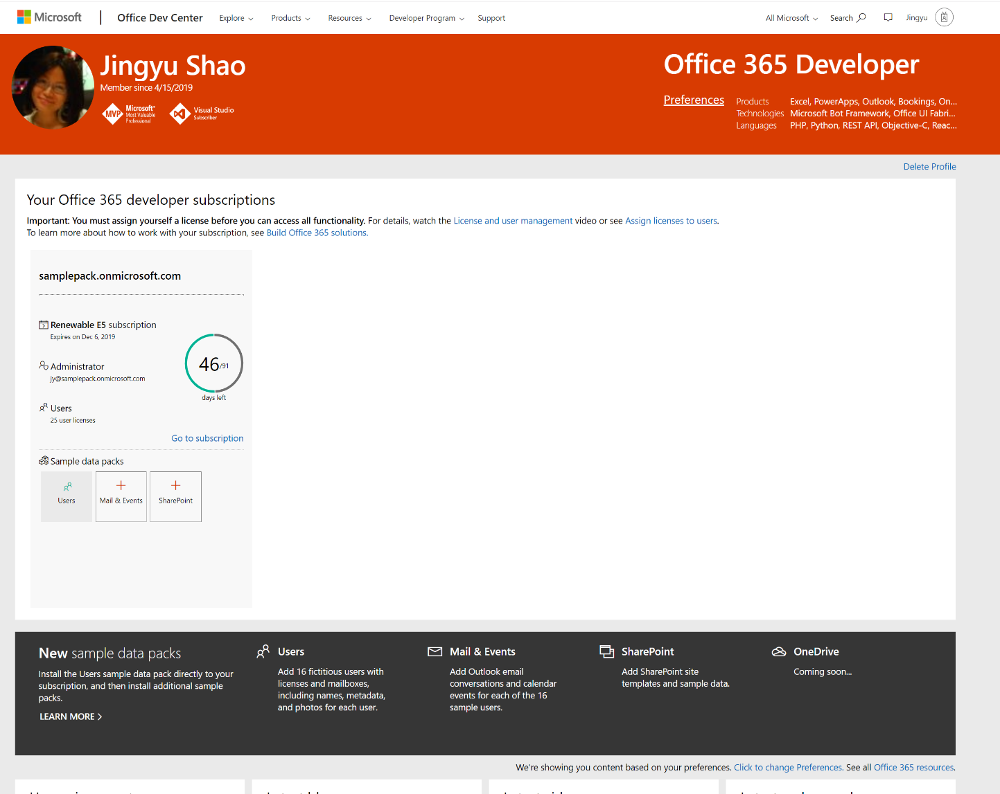 Microsoft Office Dev Center Explore Products Resources Developer Program Support All Microsoft Search Jingyu
Jingyu Shao
Member since 4/15/2019
MVP Microsoft® Most Valuable Professional
Visual Studio Subscriber
Office 365 Developer
Preferences
Products Excel, PowerApps, Outlook, Bookings, On...
Technologies Microsoft Bot Framework, Office UI Fabri...
Languages PHP, Python, REST API, Objective-C, Reac...
Delete Profile
Your Office 365 developer subscriptions
Important: You must assign yourself a license before you can access all functionality. For details, watch the License and user management video or see Assign licenses to users.
To learn more about how to work with your subscription, see Build Office 365 solutions.
samplepack.onmicrosoft.com
Renewable E5 subscription
Expires on Dec 6, 2019
46/91
days left
Administrator
jy@samplepack.onmicrosoft.com
Users
25 user licenses
Go to subscription
Sample data packs
Users Mail & Events SharePoint
New sample data packs
Install the Users sample data pack directly to your
subscription, and then install additional sample
packs.
LEARN MORE
Users
Add 16 fictitious users with
licenses and mailboxes,
including names, metadata,
and photos for each user.
Mail & Events
Add Outlook email
conversations and calendar
events for each of the 16
sample users.
SharePoint
Add SharePoint site
templates and sample data.
OneDrive
Coming soon...
We're showing you content based on your preferences. Click to change Preferences. See all Office 365 resources.